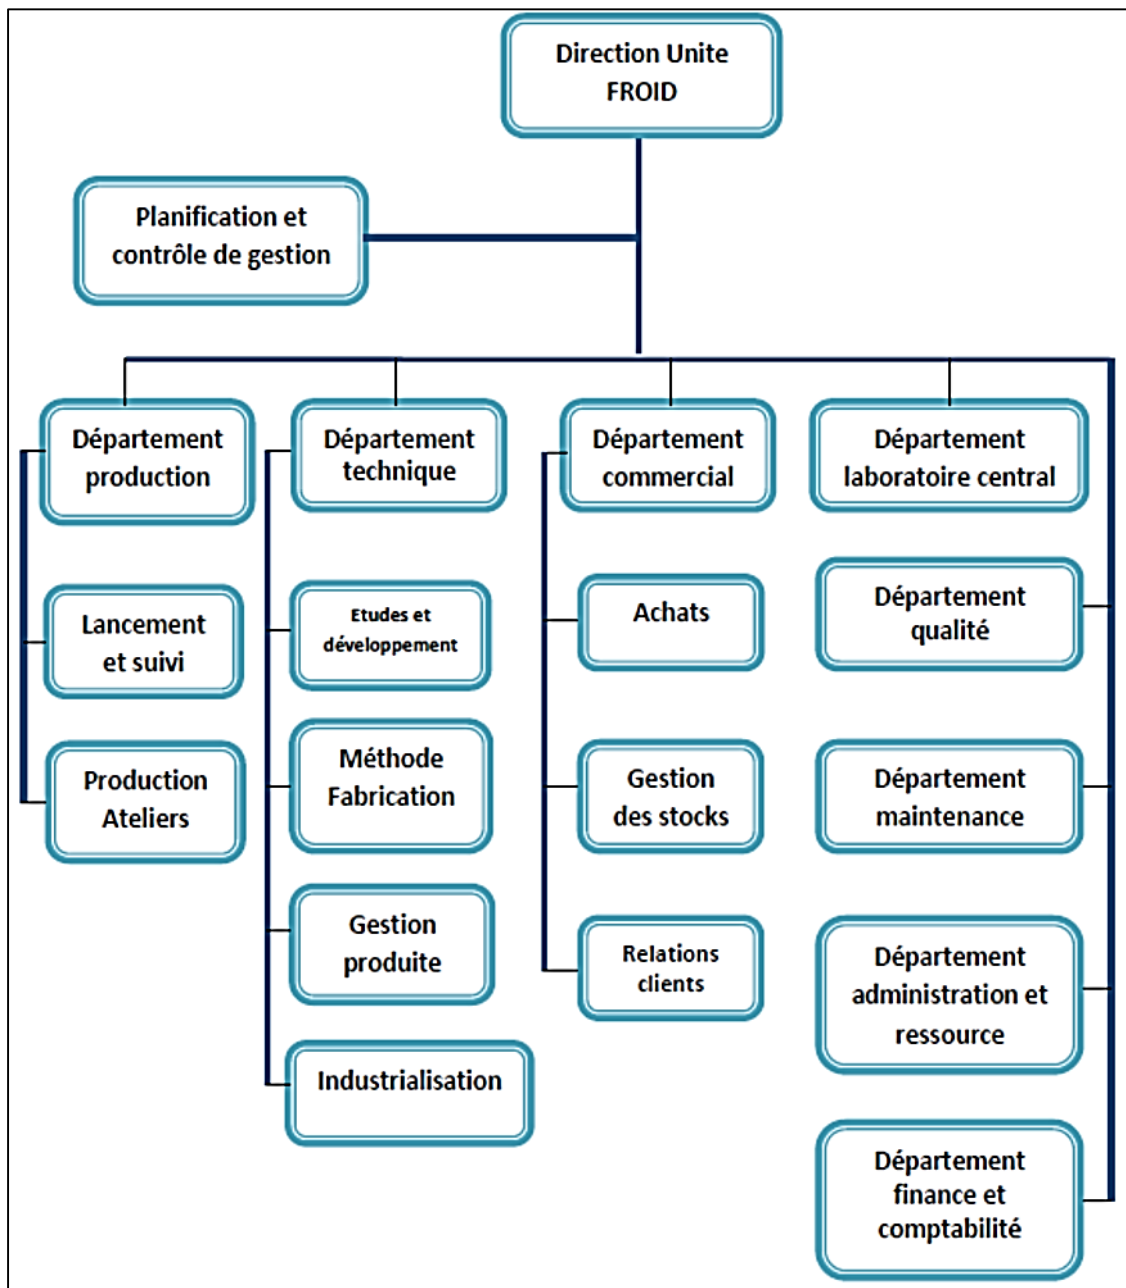 Direction Unite
FROID
Planification et
contrôle de gestion
Département
production
Département
technique
Département
commercial
Département
laboratoire central
Lancement
et suivi
Production
Ateliers
Etudes et
développement
Méthode
Fabrication
Gestion
produite
Industrialisation
Achats
Gestion
des stocks
Relations
clients
Département
qualité
Département
maintenance
Département
administration et
ressource
Département
finance et
comptabilité